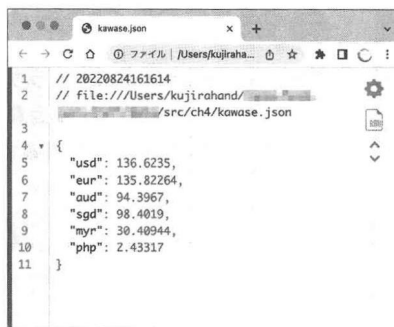 kawase.json
ファイル | /Users/kujiraha...
1 // 20220824161614
2 // file:///Users/kujirahand/
/src/ch4/kawase.json
3
4 {
5 "usd": 136.6235,
6 "eur": 135.82264,
7 "aud": 94.3967,
8 "sgd": 98.4019,
9 "myr": 30.40944,
10 "php": 2.43317
11 }